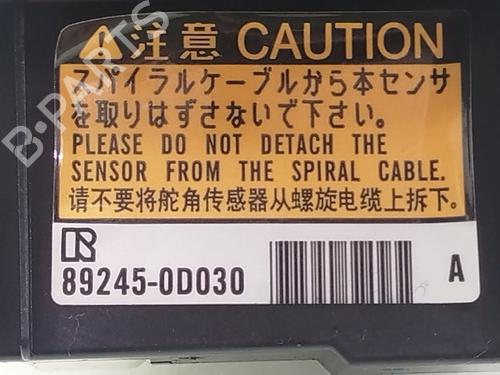 注意 CAUTION
スパイラルケーブルから本センサ
を取りはずさないで下さい。
PLEASE DO NOT DETACH THE
SENSOR FROM THE SPIRAL CABLE.
请不要将舵角传感器从螺旋电缆上拆下。
89245-0D030
A
B-PARTS